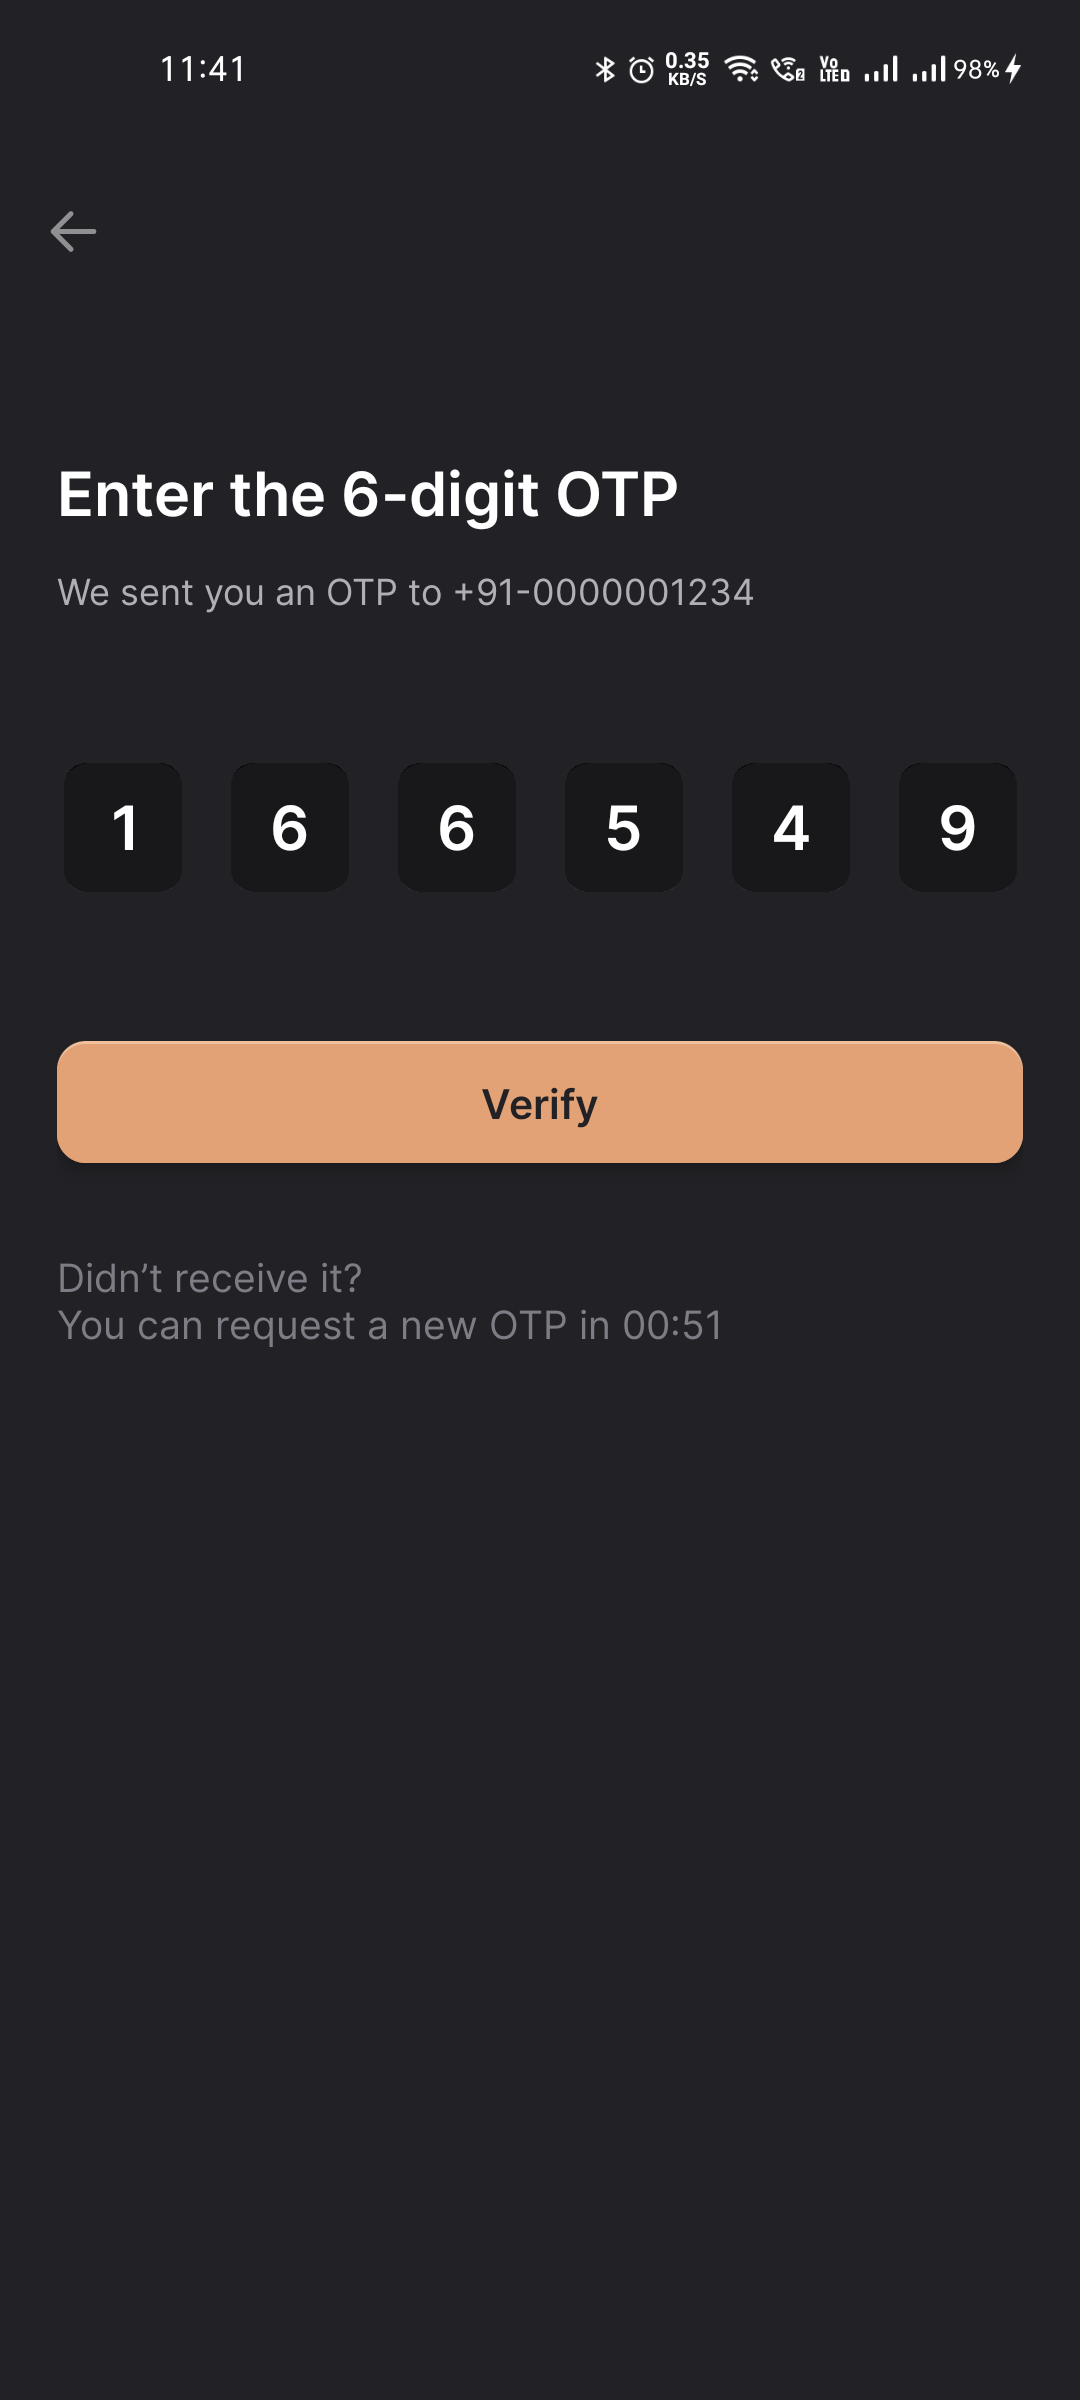 11:41
0.35
KB/S
2
Vo
LTE D
98%
Enter the 6-digit OTP
We sent you an OTP to +91-0000001234
1 6 6 5 4 9
Verify
Didn’t receive it?
You can request a new OTP in 00:51